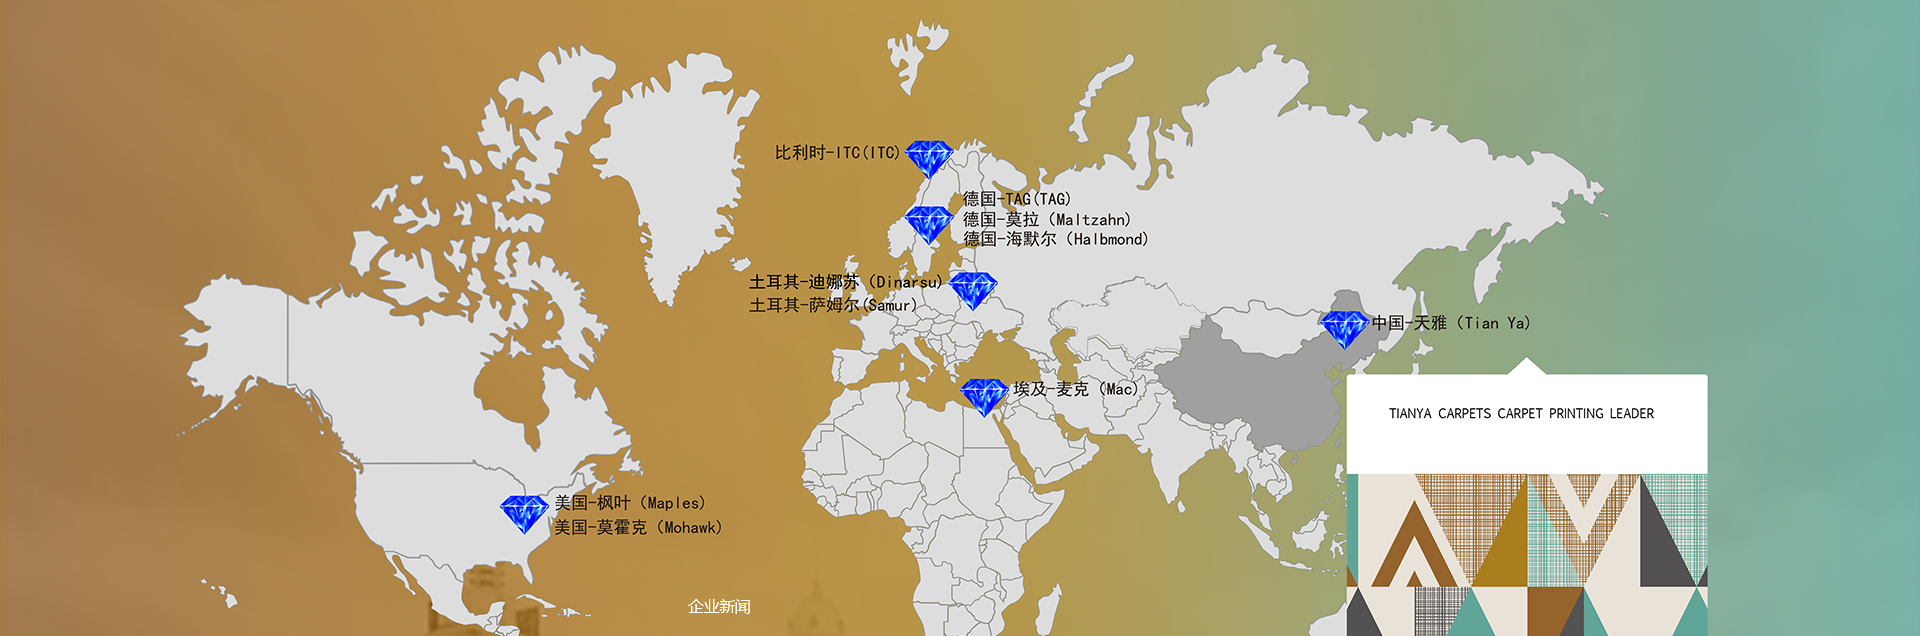 比利时-ITC(ITC)
德国-TAG(TAG)
德国-莫拉（Maltzahn)
德国-海默尔（Halbmond)
土耳其-迪娜苏（Dinarsu)
土耳其-萨姆尔(Samur)
中国-天雅（Tian Ya)
埃及-麦克（Mac)
TIANYA CARPETS CARPET PRINTING LEADER
美国-枫叶（Maples)
美国-莫霍克（Mohawk)
企业新闻